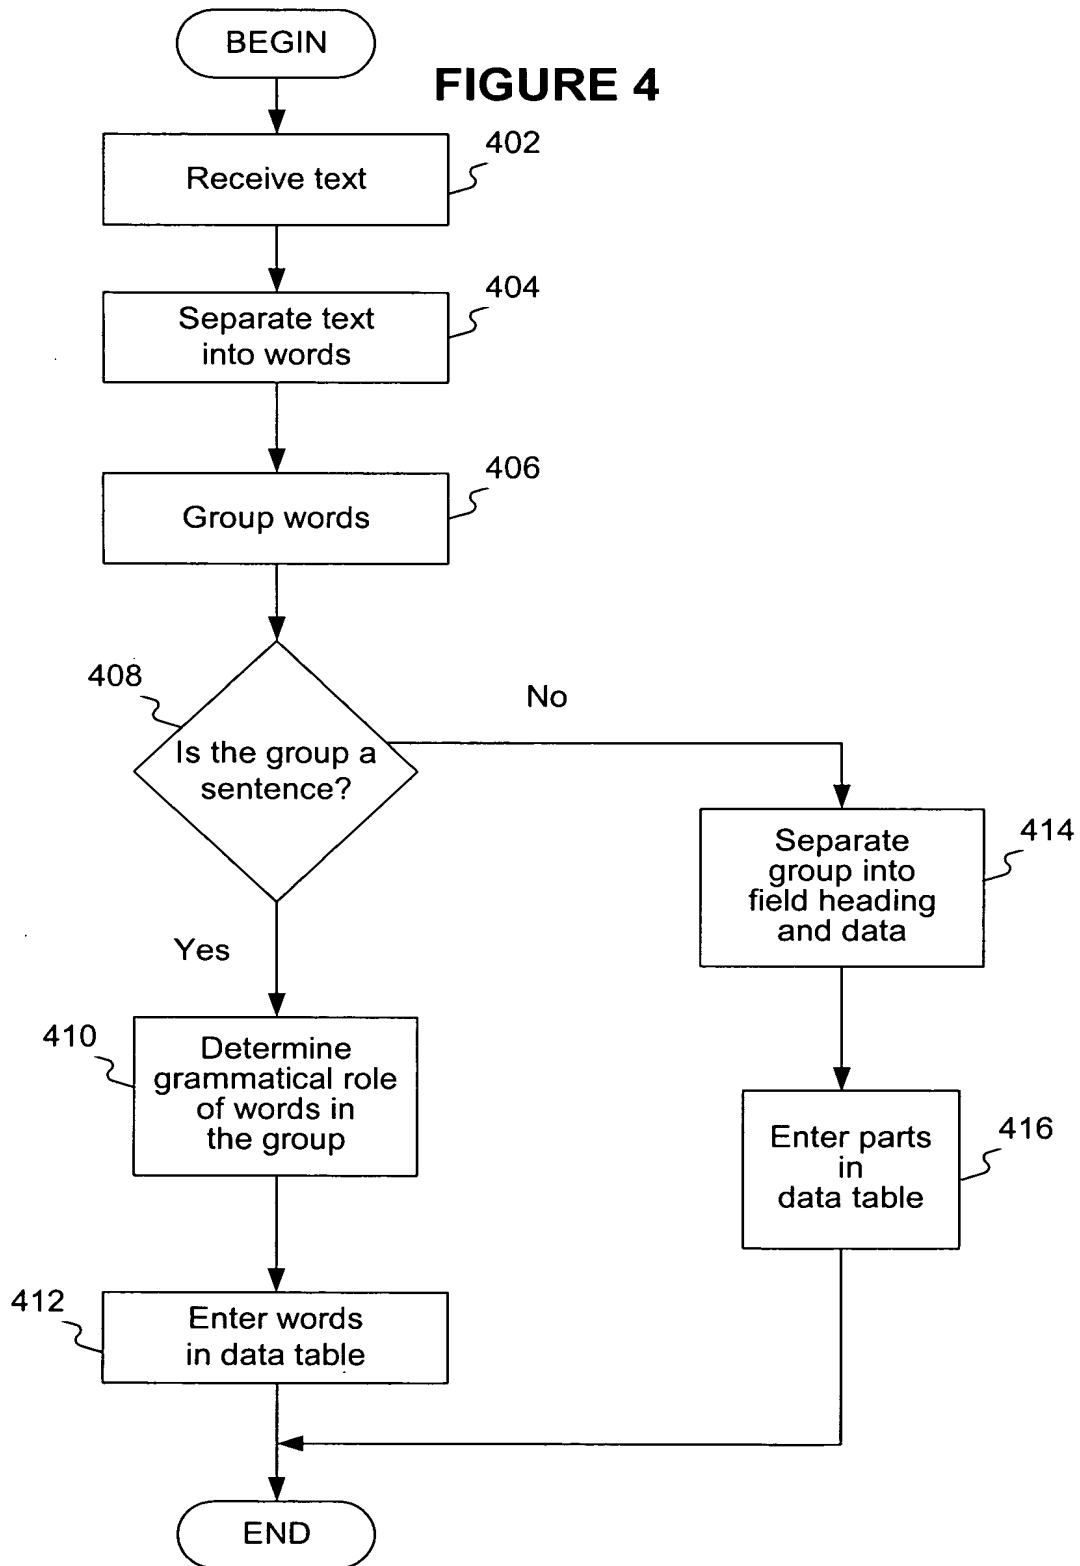 BEGIN
FIGURE 4
402
Receive text
404
Separate text
into words
406
Group words
408
No
Is the group a
sentence?
414
Separate
group into
field heading
and data
Yes
410
Determine
grammatical role
of words in
the group
416
Enter parts
in
data table
412
Enter words
in data table
END